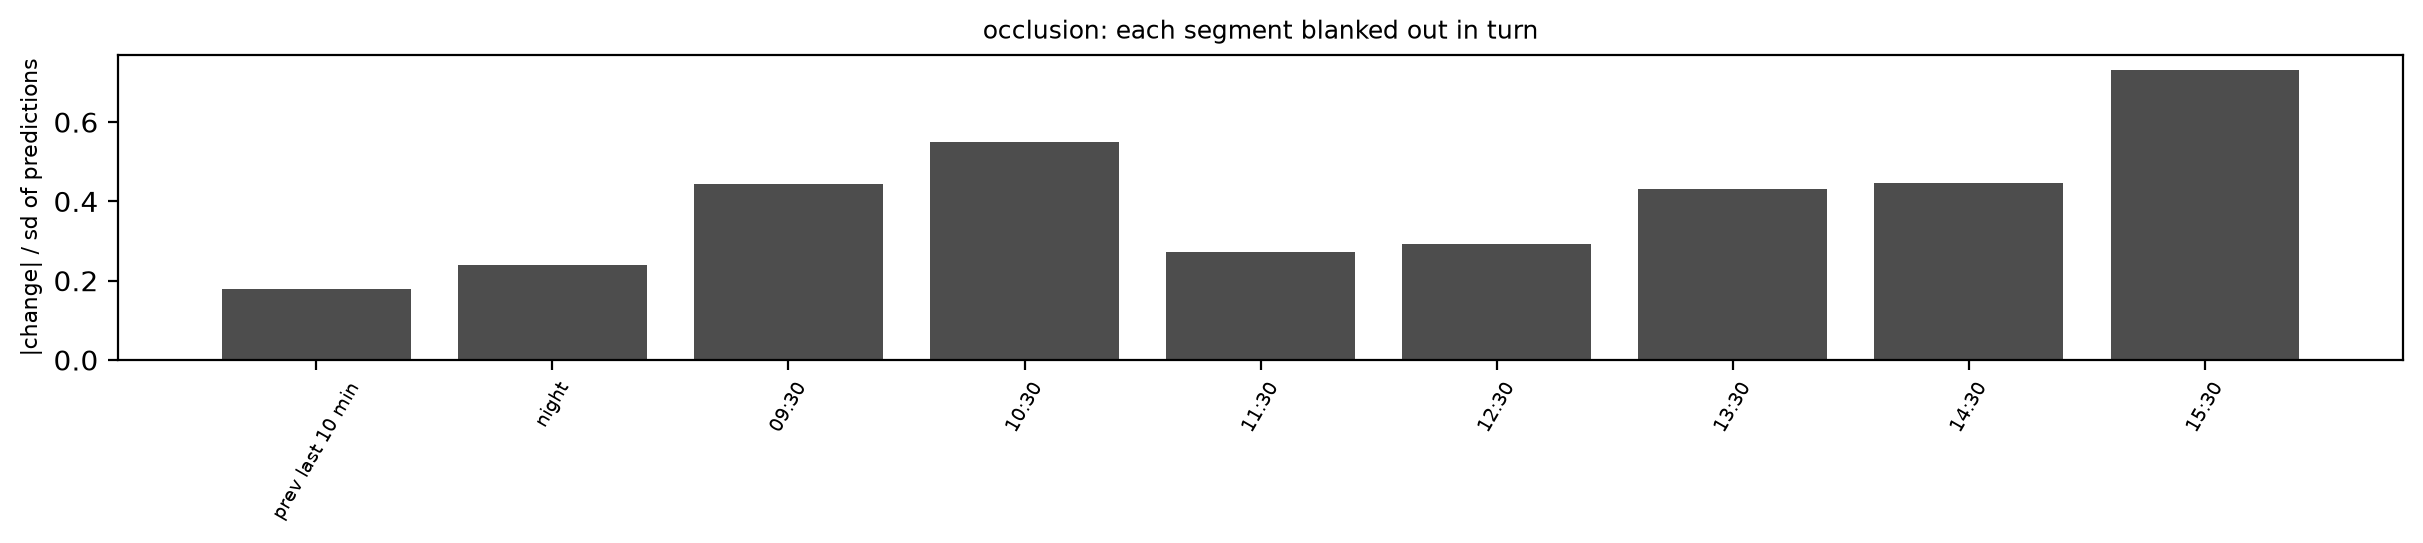 occlusion: each segment blanked out in turn
|change| / sd of predictions
0.6
0.4
0.2
0.0
prev last 10 min
night
09:30
10:30
11:30
12:30
13:30
14:30
15:30